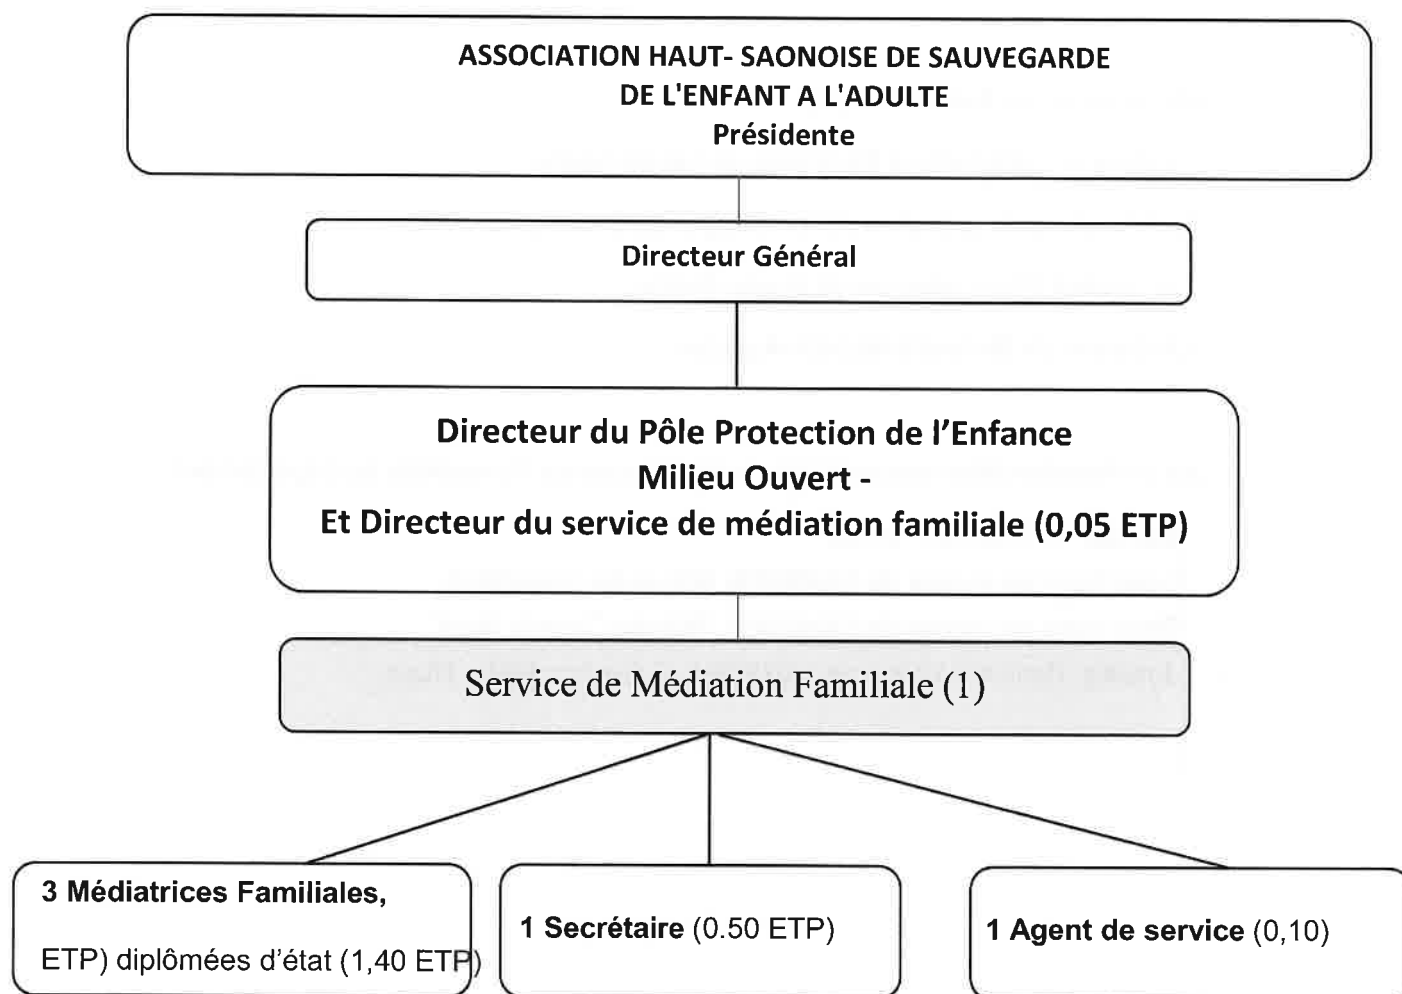 ASSOCIATION HAUT- SAONOISE DE SAUVEGARDE
DE L'ENFANT A L'ADULTE
Présidente
Directeur Général
Directeur du Pôle Protection de l'Enfance
Milieu Ouvert -
Et Directeur du service de médiation familiale (0,05 ETP)
Service de Médiation Familiale (1)
3 Médiatrices Familiales,
ETP) diplômées d'état (1,40 ETP)
1 Secrétaire (0.50 ETP)
1 Agent de service (0,10)